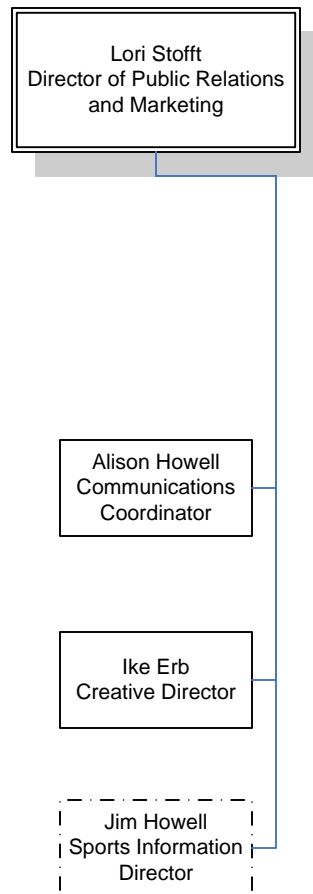 Lori Stofft
Director of Public Relations
and Marketing
Alison Howell
Communications
Coordinator
Ike Erb
Creative Director
Jim Howell
Sports Information
Director